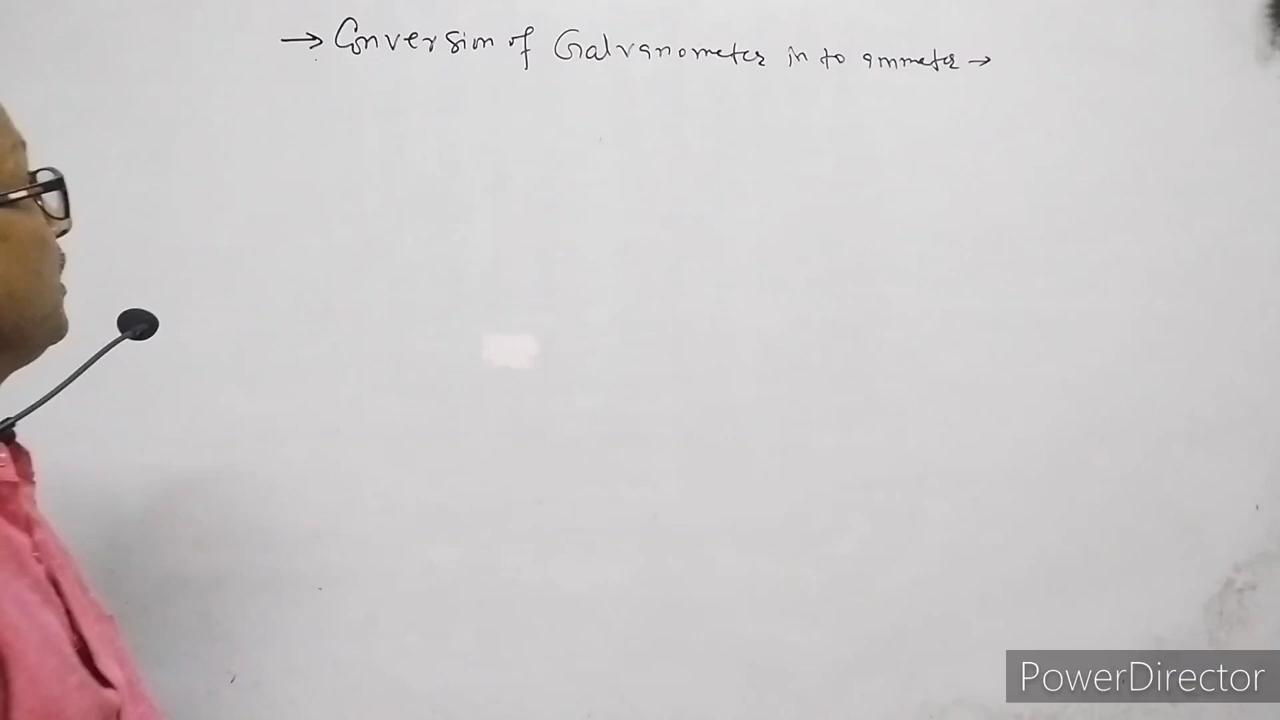 → Conversion of Galvanometer in to ammeter →
PowerDirector